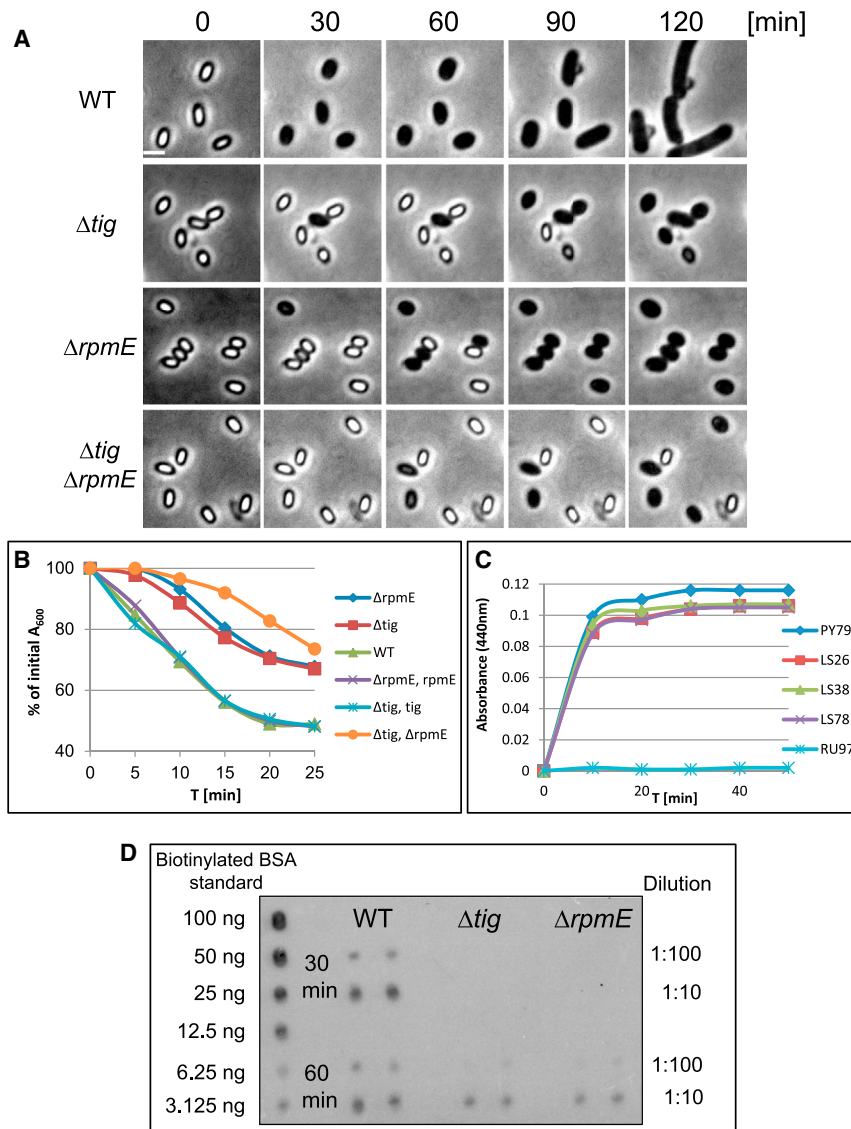 0 30 60 90 120 [min]
A
WT
Δtig
ΔrpmE
Δtig
ΔrpmE
B
100
80
60
40
% of initial A600
0 5 10 15 20 25
T [min]
ΔrpmE
Δtig
WT
ΔrpmE, rpmE
Δtig, tig
Δtig, ΔrpmE
C
0.12
0.1
0.08
0.06
0.04
0.02
0
Absorbance (440nm)
0 20 40
T [min]
PY79
LS26
LS38
LS78
RU97
D
Biotinylated BSA
standard
Dilution
100 ng
WT Δtig ΔrpmE
50 ng 30 1:100
25 ng min 1:10
12.5 ng
6.25 ng 60 1:100
3.125 ng min 1:10